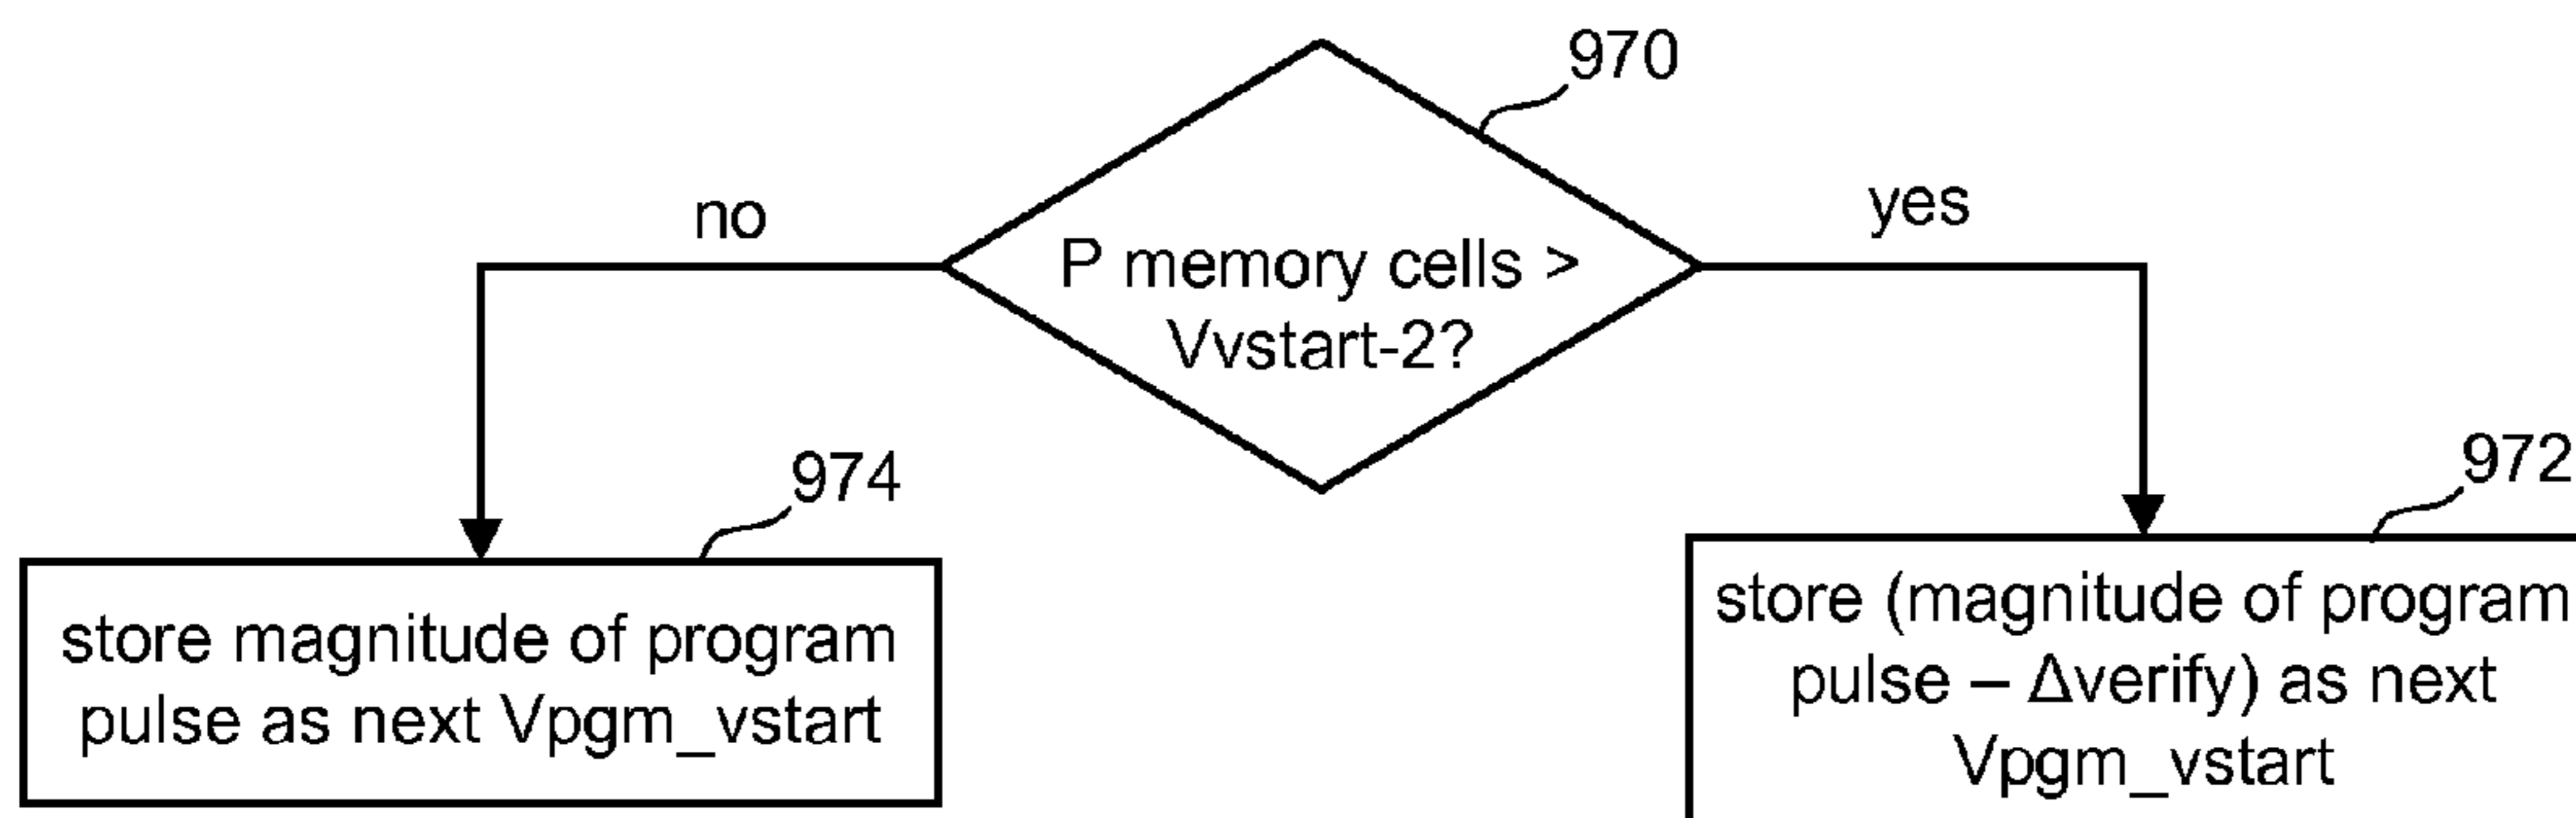 970
no
yes
P memory cells >
Vvstart-2?
974
972
store magnitude of program
pulse as next Vpgm_vstart
store (magnitude of program
pulse – Δverify) as next
Vpgm_vstart